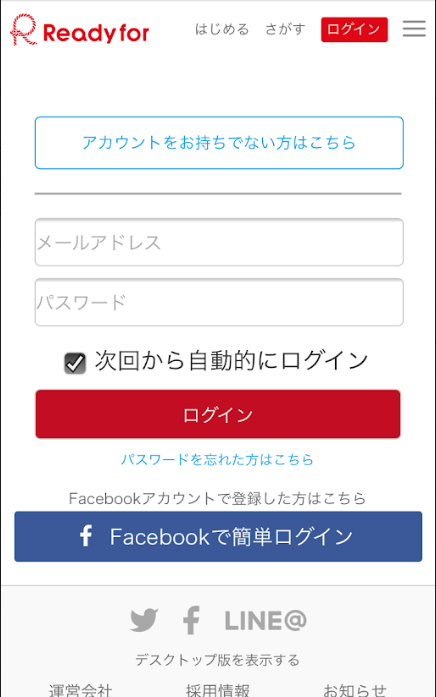 Readyfor はじめる さがす ログイン
アカウントをお持ちでない方はこちら
メールアドレス
パスワード
次回から自動的にログイン
ログイン
パスワードを忘れた方はこちら
Facebookアカウントで登録した方はこちら
Facebookで簡単ログイン
LINE@
デスクトップ版を表示する
運営会社 採用情報 お知らせ